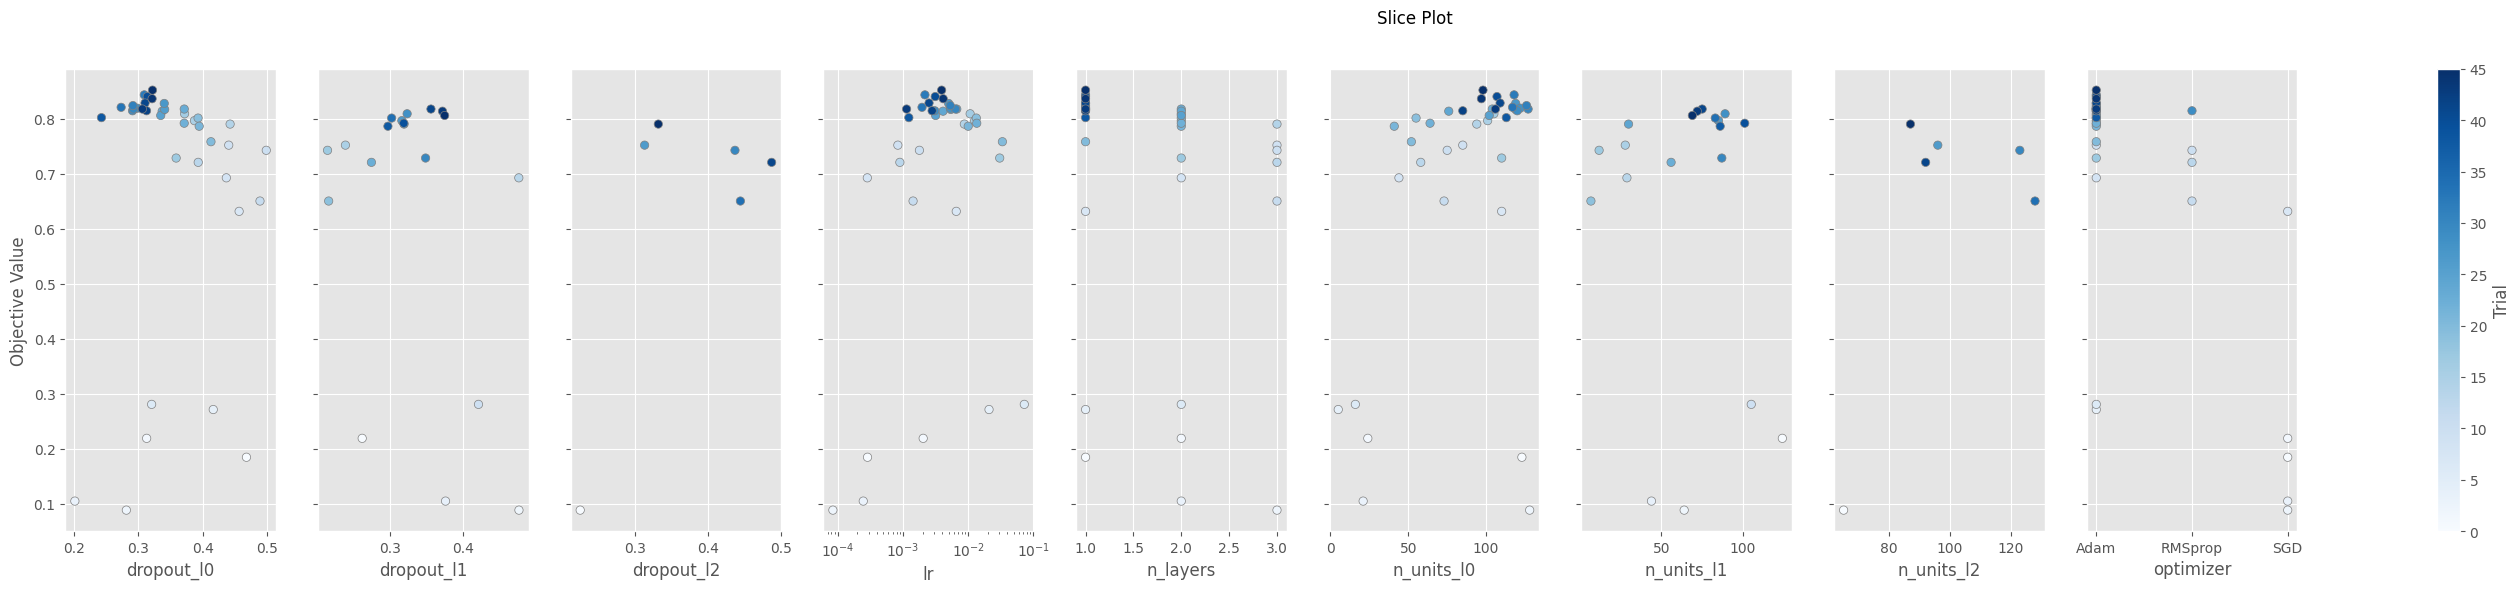 Slice Plot
Objective Value
0.8
0.7
0.6
0.5
0.4
0.3
0.2
0.1
0.2 0.3 0.4 0.5
dropout_l0
0.3 0.4
dropout_l1
0.3 0.4 0.5
dropout_l2
10⁻⁴ 10⁻³ 10⁻² 10⁻¹
lr
1.0 1.5 2.0 2.5 3.0
n_layers
0 50 100
n_units_l0
50 100
n_units_l1
80 100 120
n_units_l2
Adam RMSprop SGD
optimizer
45
40
35
30
25
20
15
10
5
0
Trial